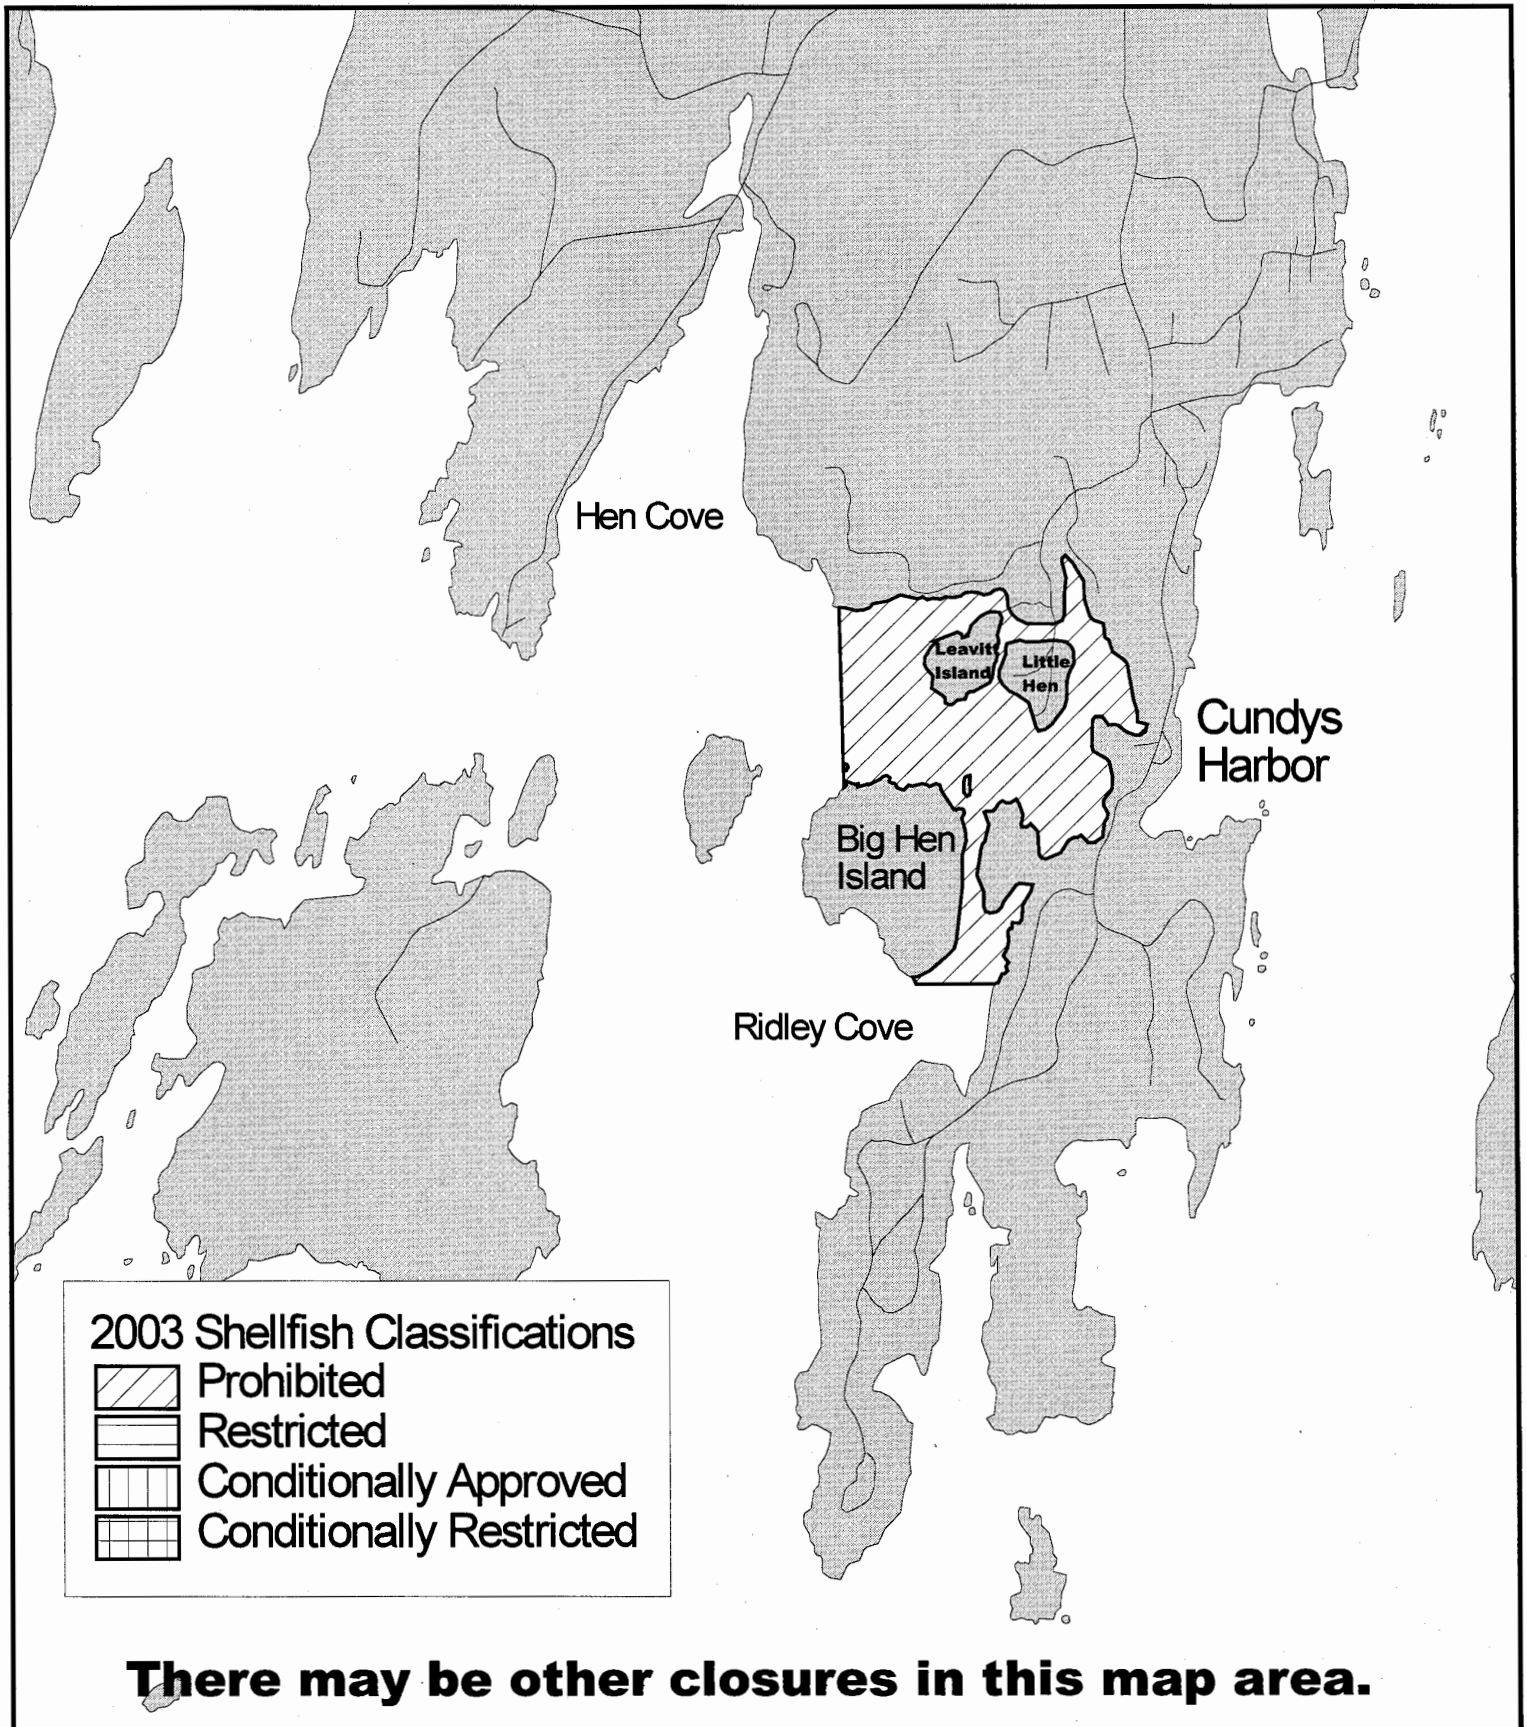 Hen Cove
Leavitt
Island
Little
Hen
Cundys
Harbor
Big Hen
Island
Ridley Cove
2003 Shellfish Classifications
Prohibited
Restricted
Conditionally Approved
Conditionally Restricted
There may be other closures in this map area.